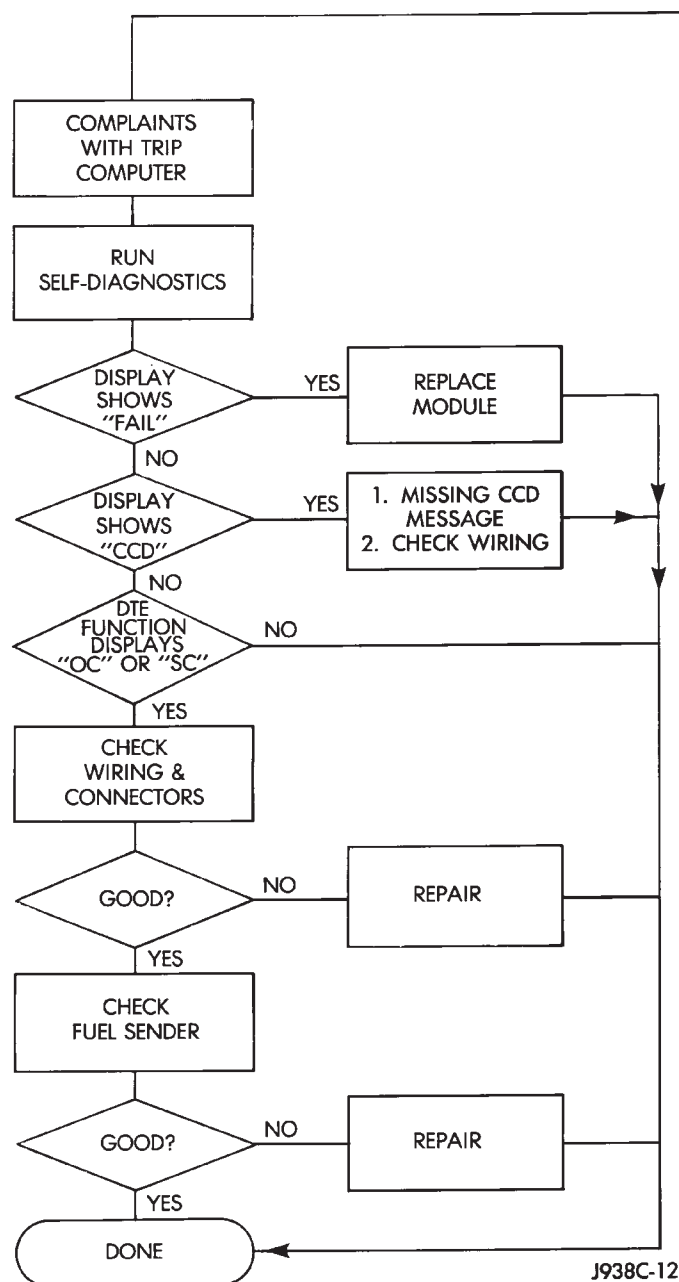 COMPLAINTS
WITH TRIP
COMPUTER
RUN
SELF-DIAGNOSTICS
DISPLAY
SHOWS
"FAIL"
YES
REPLACE
MODULE
NO
DISPLAY
SHOWS
"CCD"
YES
1. MISSING CCD
MESSAGE
2. CHECK WIRING
NO
DTE
FUNCTION
DISPLAYS
"OC" OR "SC"
NO
YES
CHECK
WIRING &
CONNECTORS
GOOD?
NO
REPAIR
YES
CHECK
FUEL SENDER
GOOD?
NO
REPAIR
YES
DONE
J938C-12